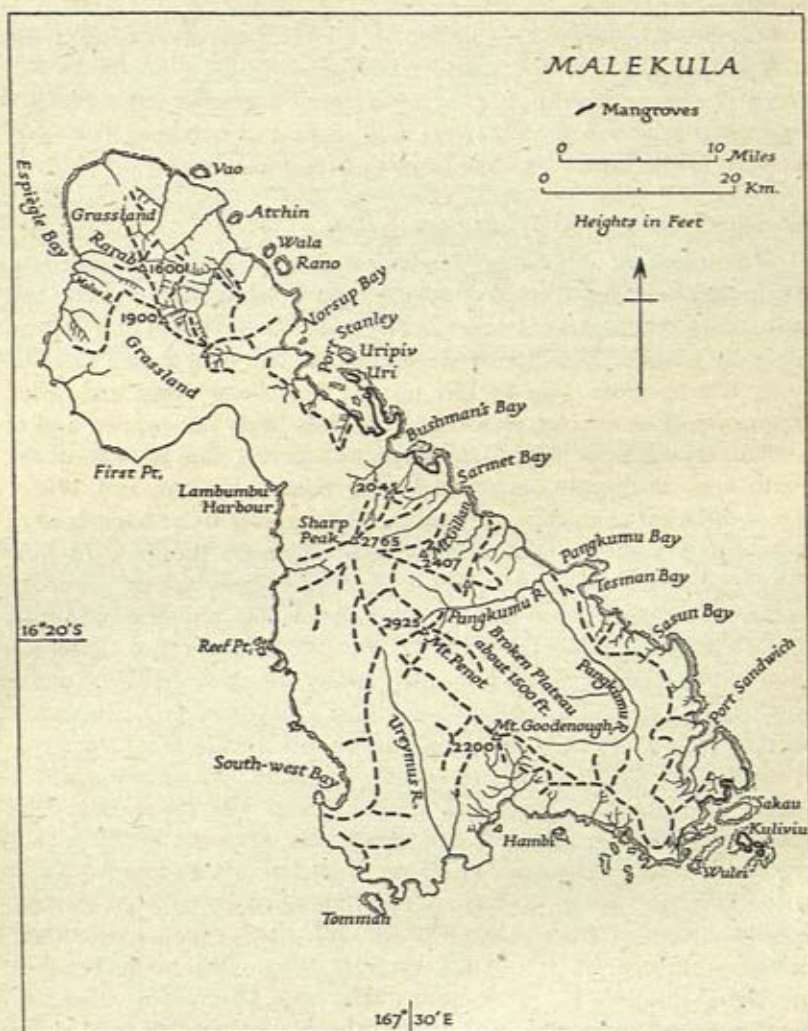 MALEKULA
Mangroves
0 10 Miles
0 20 Km.
Heights in Feet
Espiègle Bay
Vao
Grassland
Atchin
Rarab
1600
Wala
Rano
1900
Norsup Bay
Port Stanley
Grassland
Uripiv
Uri
Bushman's Bay
First Pt.
Sarmet Bay
Lambumbu
Harbour
2045
Sharp
Peak
2765
2407
Pangkumu Bay
Tesman Bay
Pangkumu R.
Sasun Bay
2925
16°20'S
Reef Pt.
Mt. Penot
Broken Plateau
about 1500 ft.
Pangkumu R.
Port Sandwich
Mt. Goodenough
2200
Ureymus R.
South-west Bay
Sakau
Kuliviu
Hambi
Wulei
Tomman
167° 30' E